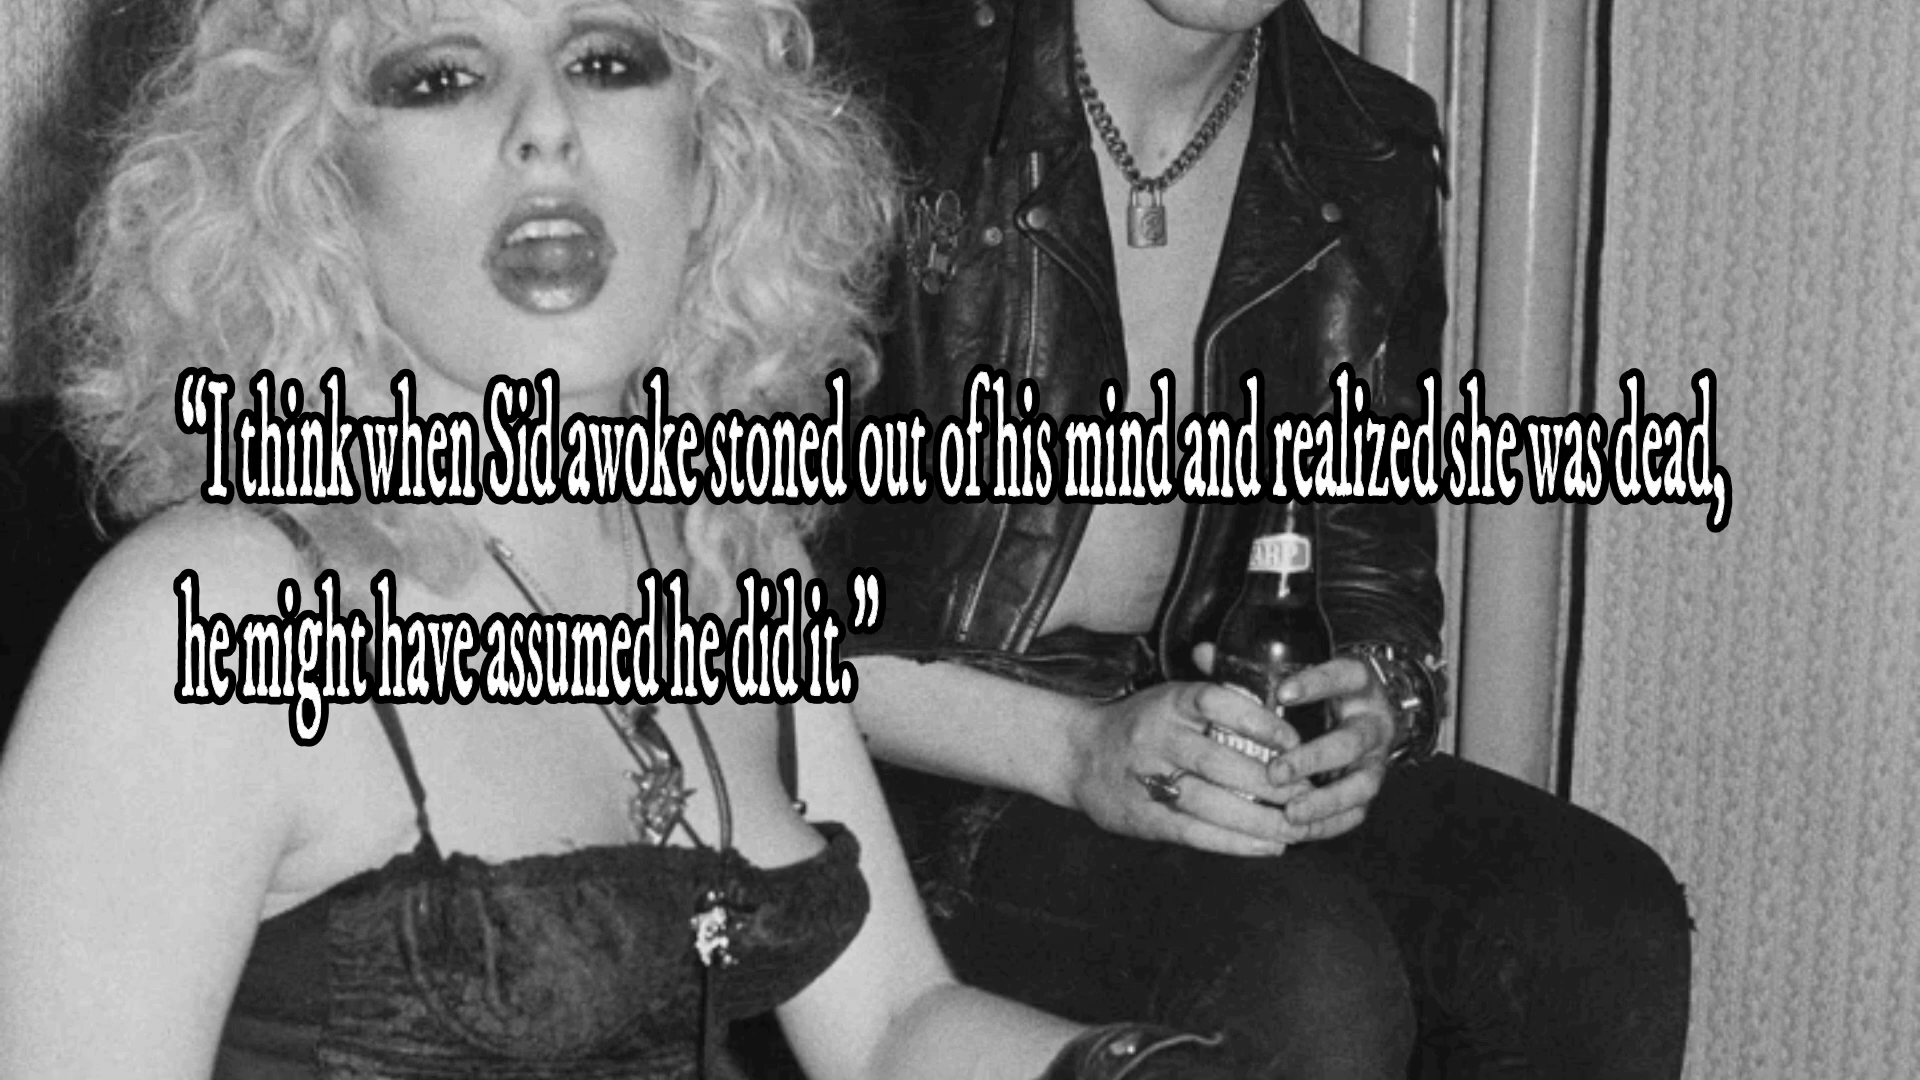 “I think when Sid awoke stoned out of his mind and realized she was dead,
he might have assumed he did it.”